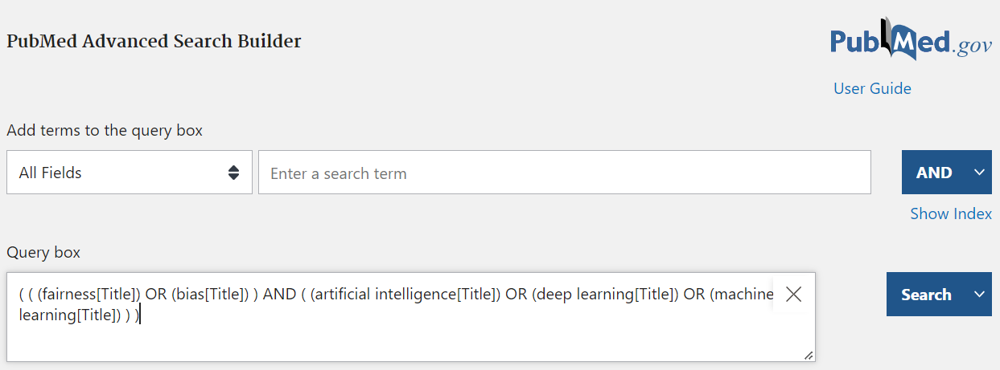 PubMed Advanced Search Builder
PubMed.gov
User Guide
Add terms to the query box
All Fields
Enter a search term
AND
Show Index
Query box
( ( (fairness[Title]) OR (bias[Title]) ) AND ( (artificial intelligence[Title]) OR (deep learning[Title]) OR (machine
learning[Title]) ) )
Search